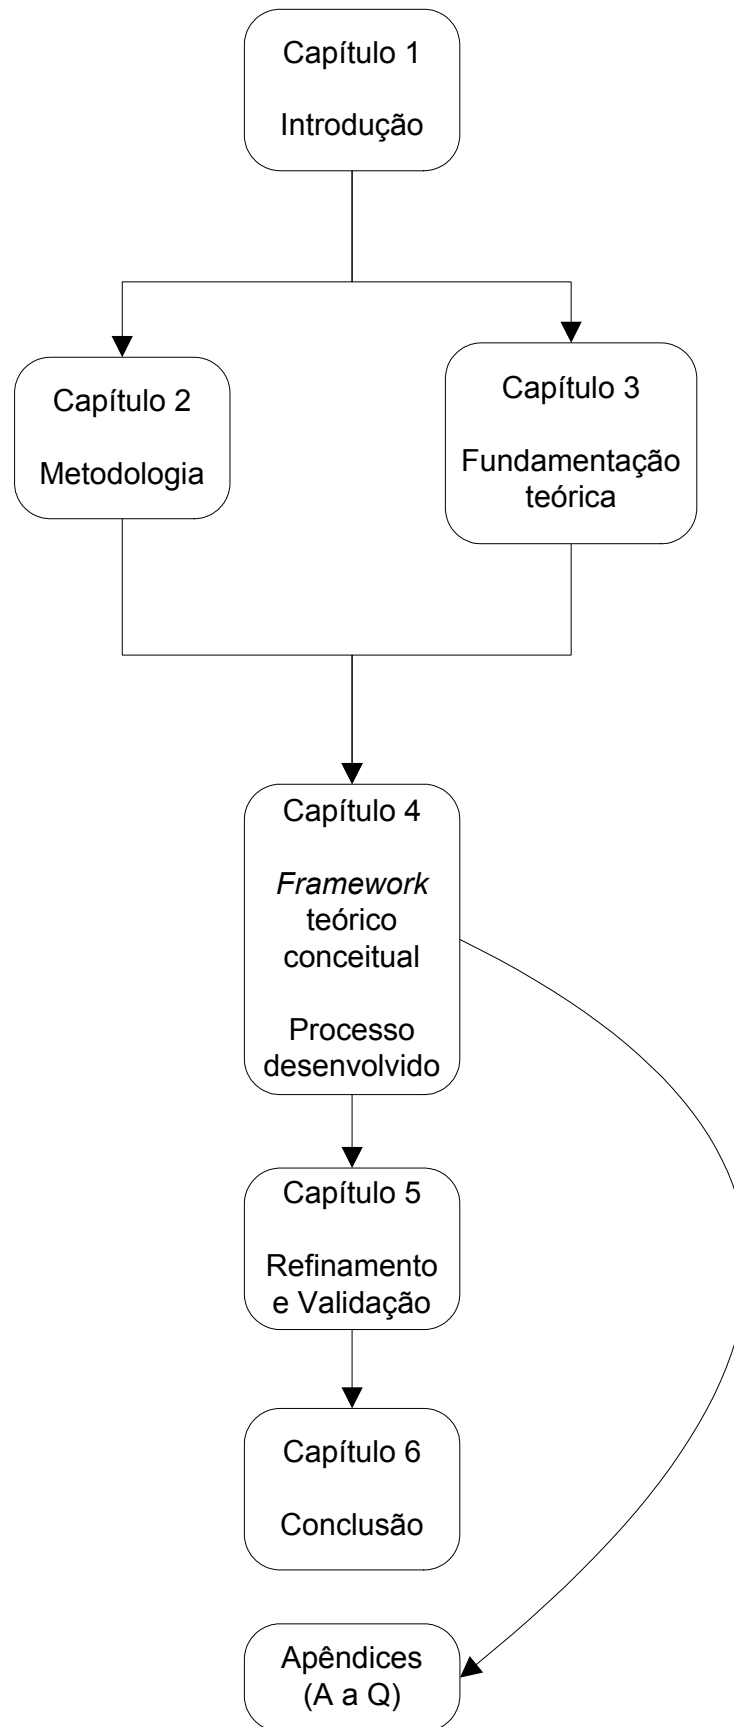 Capítulo 1
Introdução
Capítulo 2
Metodologia
Capítulo 3
Fundamentação
teórica
Capítulo 4
Framework
teórico
conceitual
Processo
desenvolvido
Capítulo 5
Refinamento
e Validação
Capítulo 6
Conclusão
Apêndices
(A a Q)